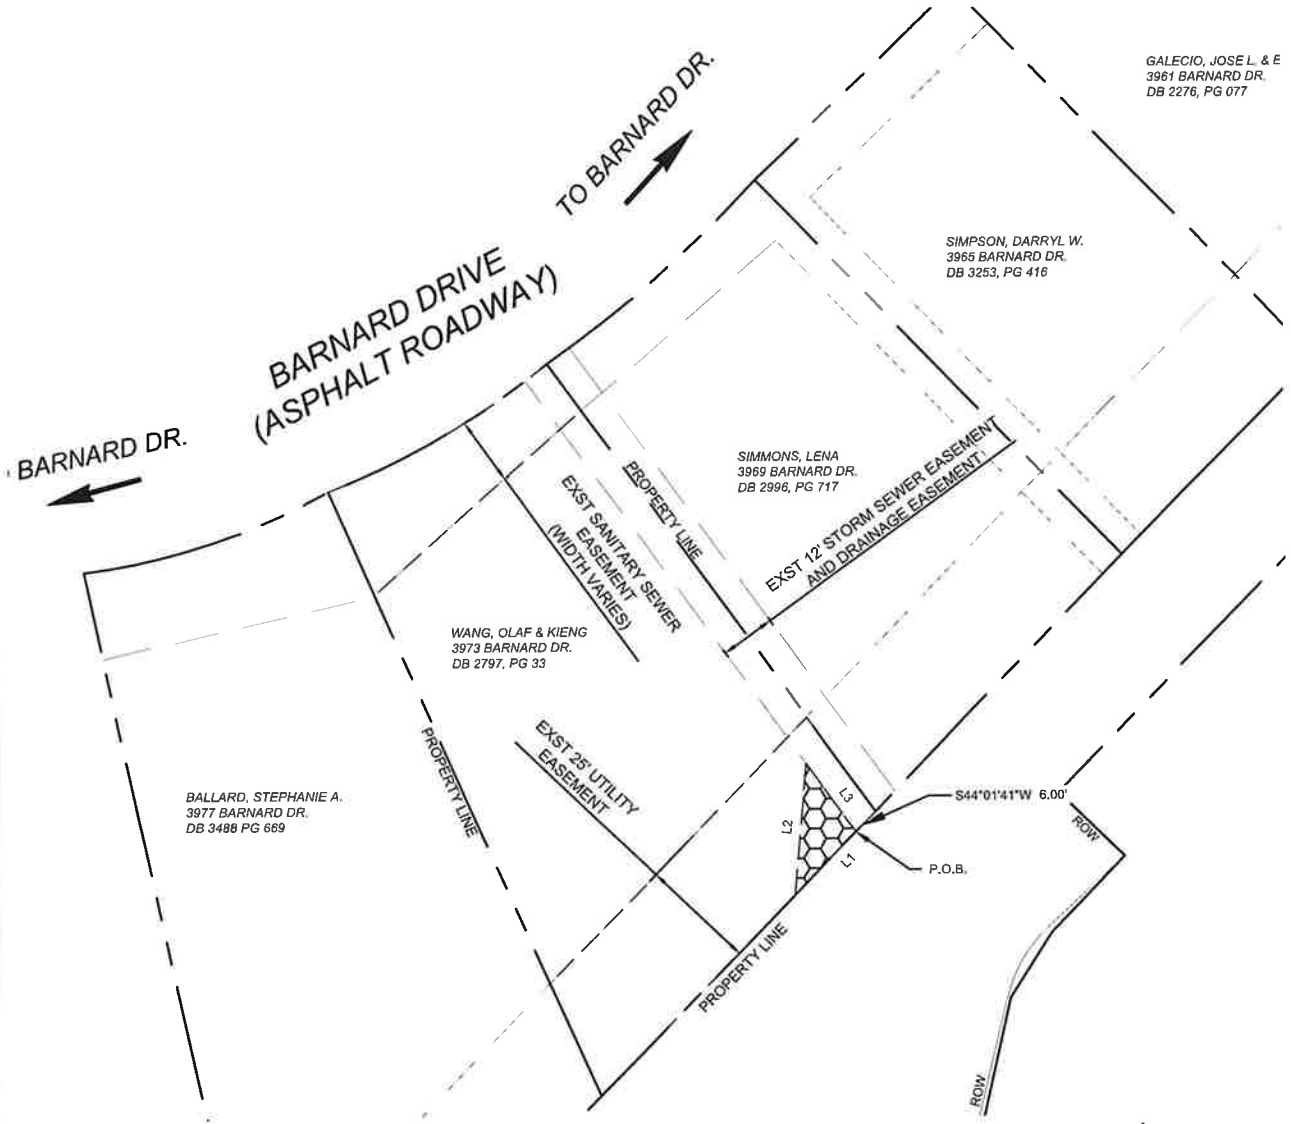 GALECIO, JOSE L. & E
3961 BARNARD DR.
DB 2276, PG 077
TO BARNARD DR.
SIMPSON, DARRYL W.
3965 BARNARD DR.
DB 3253, PG 416
BARNARD DRIVE
(ASPHALT ROADWAY)
BARNARD DR.
SIMMONS, LENA
3969 BARNARD DR.
DB 2996, PG 717
PROPERTY LINE
EXST SANITARY SEWER
EASEMENT
(WIDTH VARIES)
EXST 12' STORM SEWER EASEMENT
AND DRAINAGE EASEMENT
WANG, OLAF & KIENG
3973 BARNARD DR.
DB 2797, PG 33
PROPERTY LINE
EXST 25' UTILITY
EASEMENT
BALLARD, STEPHANIE A.
3977 BARNARD DR.
DB 3488 PG 669
L3
L2
L1
S44°01'41"W 6.00'
P.O.B.
ROW
PROPERTY LINE
ROW